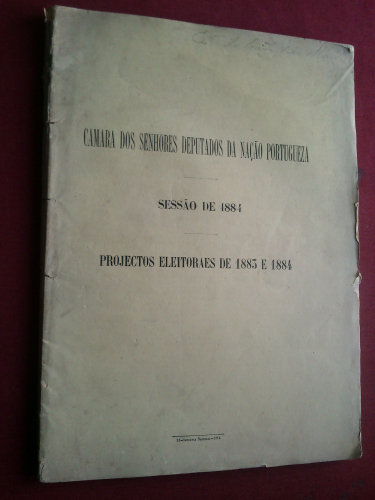 CAMARA DOS SENHORES DEPUTADOS DA NAÇÃO PORTUGUEZA
SESSÃO DE 1884
PROJECTOS ELEITORAES DE 1883 E 1884